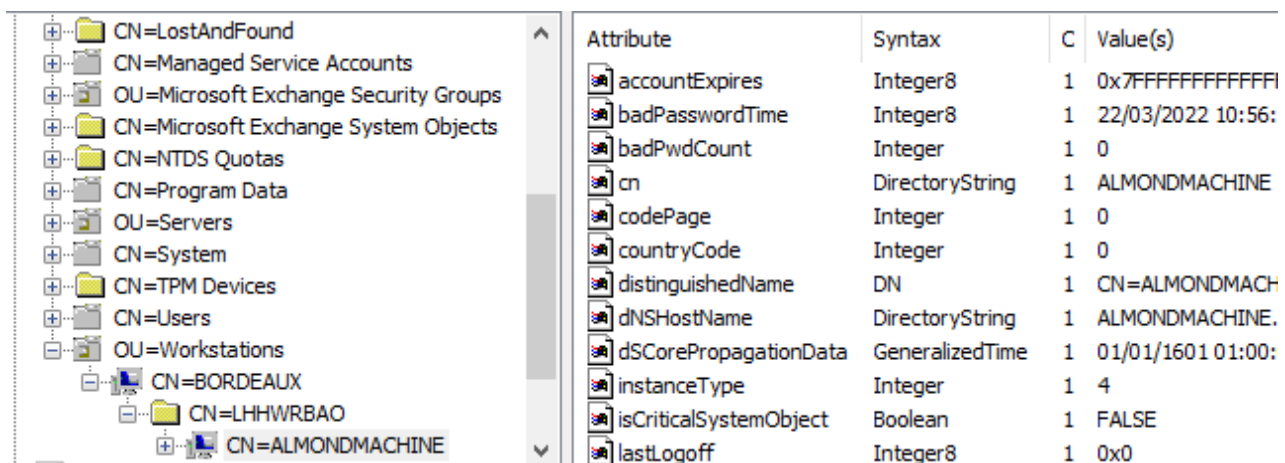 CN=LostAndFound
CN=Managed Service Accounts
OU=Microsoft Exchange Security Groups
CN=Microsoft Exchange System Objects
CN=NTDS Quotas
CN=Program Data
OU=Servers
CN=System
CN=TPM Devices
CN=Users
OU=Workstations
CN=BORDEAUX
CN=LHHWRBAO
CN=ALMONDMACHINE
Attribute Syntax C Value(s)
accountExpires Integer8 1
badPasswordTime Integer8 1 22/03/2022 10:56:
badPwdCount Integer 1 0
cn DirectoryString 1 ALMONDMACHINE
codePage Integer 1 0
countryCode Integer 1 0
distinguishedName DN 1 CN=ALMONDMACH
dNSHostName DirectoryString 1 ALMONDMACHINE.
dSCorePropagationData GeneralizedTime 1 01/01/1601 01:00:
instanceType Integer 1 4
isCriticalSystemObject Boolean 1 FALSE
lastLogoff Integer8 1 0x0